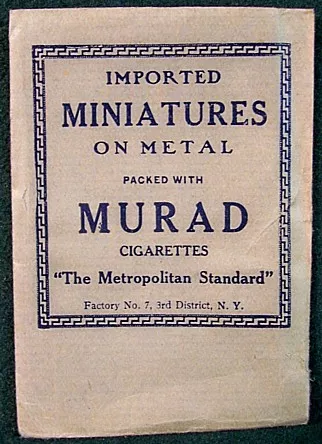 IMPORTED
MINIATURES
ON METAL
PACKED WITH
MURAD
CIGARETTES
"The Metropolitan Standard"
Factory No. 7, 3rd District, N. Y.